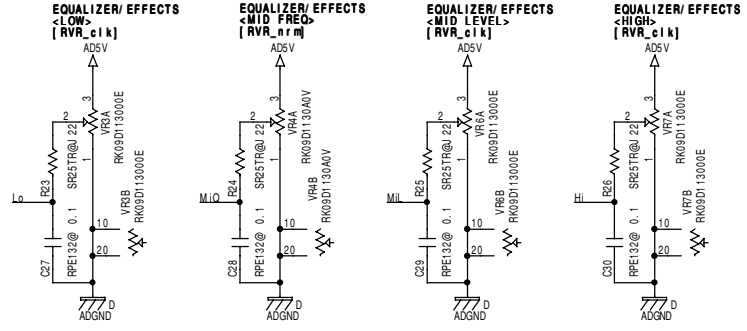 EQUALIZER/ EFFECTS
<LOW>
[ RVR_clk]
AD5V
3
2
VR3A
RK09D113000E
1
R23
SR25TR@J 22
Lo
VR3B
RK09D113000E
10
20
C27
RPE132@ 0.1
D
ADGND
EQUALIZER/ EFFECTS
<MID FREQ>
[ RVR_nrm]
AD5V
3
2
VR4A
RK09D1130A0V
1
R24
SR25TR@J 22
MiQ
VR4B
RK09D1130A0V
10
20
C28
RPE132@ 0.1
D
ADGND
EQUALIZER/ EFFECTS
<MID LEVEL>
[ RVR_clk]
AD5V
3
2
VR6A
RK09D113000E
1
R25
SR25TR@J 22
MiL
VR6B
RK09D113000E
10
20
C29
RPE132@ 0.1
D
ADGND
EQUALIZER/ EFFECTS
<HIGH>
[ RVR_clk]
AD5V
3
2
VR7A
RK09D113000E
1
R26
SR25TR@J 22
Hi
VR7B
RK09D113000E
10
20
C30
RPE132@ 0.1
D
ADGND